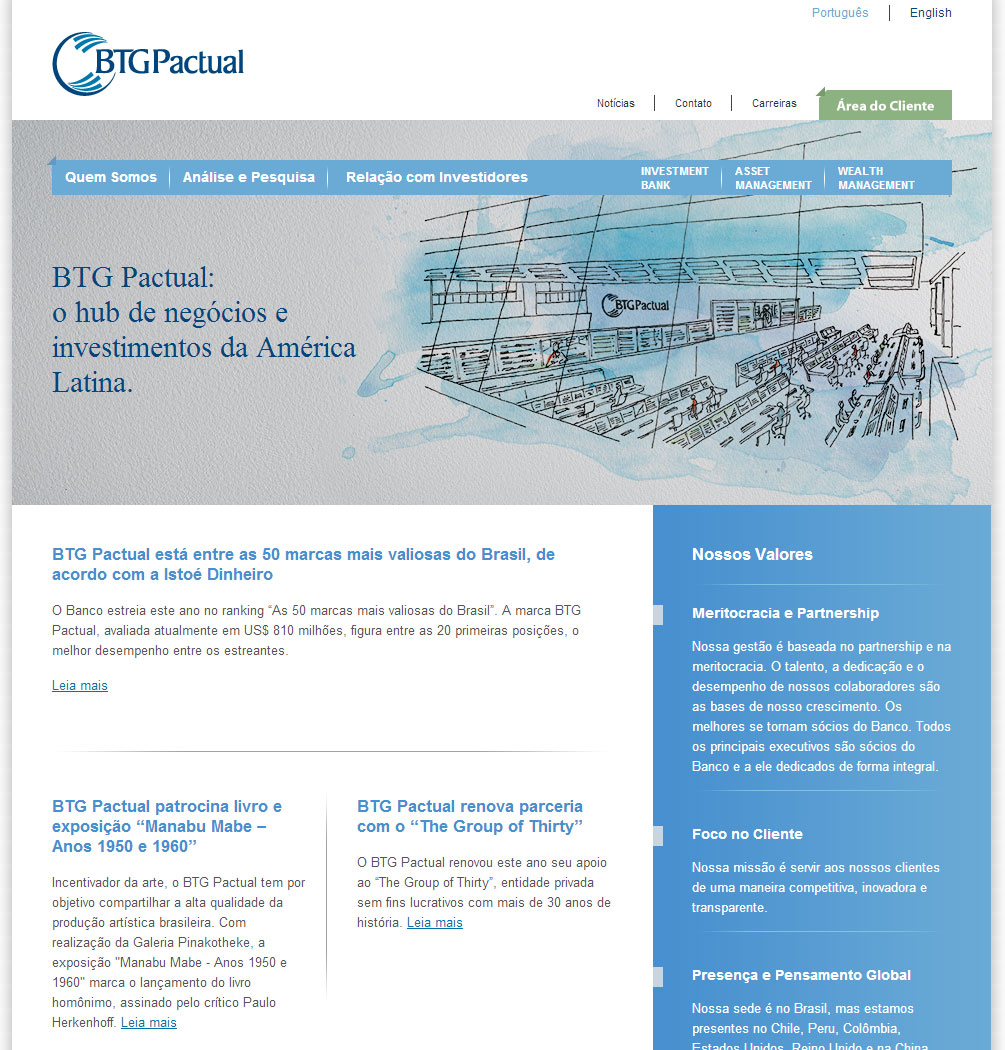 Português
English
BTGPactual
Notícias
Contato
Carreiras
Área do Cliente
Quem Somos
Análise e Pesquisa
Relação com Investidores
INVESTMENT
BANK
ASSET
MANAGEMENT
WEALTH
MANAGEMENT
BTG Pactual:
o hub de negócios e
investimentos da América
Latina.
BTGPactual
BTG Pactual está entre as 50 marcas mais valiosas do Brasil, de
acordo com a Istoé Dinheiro
O Banco estreia este ano no ranking “As 50 marcas mais valiosas do Brasil”. A marca BTG
Pactual, avaliada atualmente em US$ 810 milhões, figura entre as 20 primeiras posições, o
melhor desempenho entre os estreantes.
Leia mais
BTG Pactual patrocina livro e
exposição “Manabu Mabe –
Anos 1950 e 1960”
Incentivador da arte, o BTG Pactual tem por
objetivo compartilhar a alta qualidade da
produção artística brasileira. Com
realização da Galeria Pinakotheke, a
exposição "Manabu Mabe - Anos 1950 e
1960" marca o lançamento do livro
homônimo, assinado pelo crítico Paulo
Herkenhoff. Leia mais
BTG Pactual renova parceria
com o “The Group of Thirty”
O BTG Pactual renovou este ano seu apoio
ao “The Group of Thirty”, entidade privada
sem fins lucrativos com mais de 30 anos de
história. Leia mais
Nossos Valores
Meritocracia e Partnership
Nossa gestão é baseada no partnership e na
meritocracia. O talento, a dedicação e o
desempenho de nossos colaboradores são
as bases de nosso crescimento. Os
melhores se tornam sócios do Banco. Todos
os principais executivos são sócios do
Banco e a ele dedicados de forma integral.
Foco no Cliente
Nossa missão é servir aos nossos clientes
de uma maneira competitiva, inovadora e
transparente.
Presença e Pensamento Global
Nossa sede é no Brasil, mas estamos
presentes no Chile, Peru, Colômbia,
Estados Unidos, Reino Unido e na China